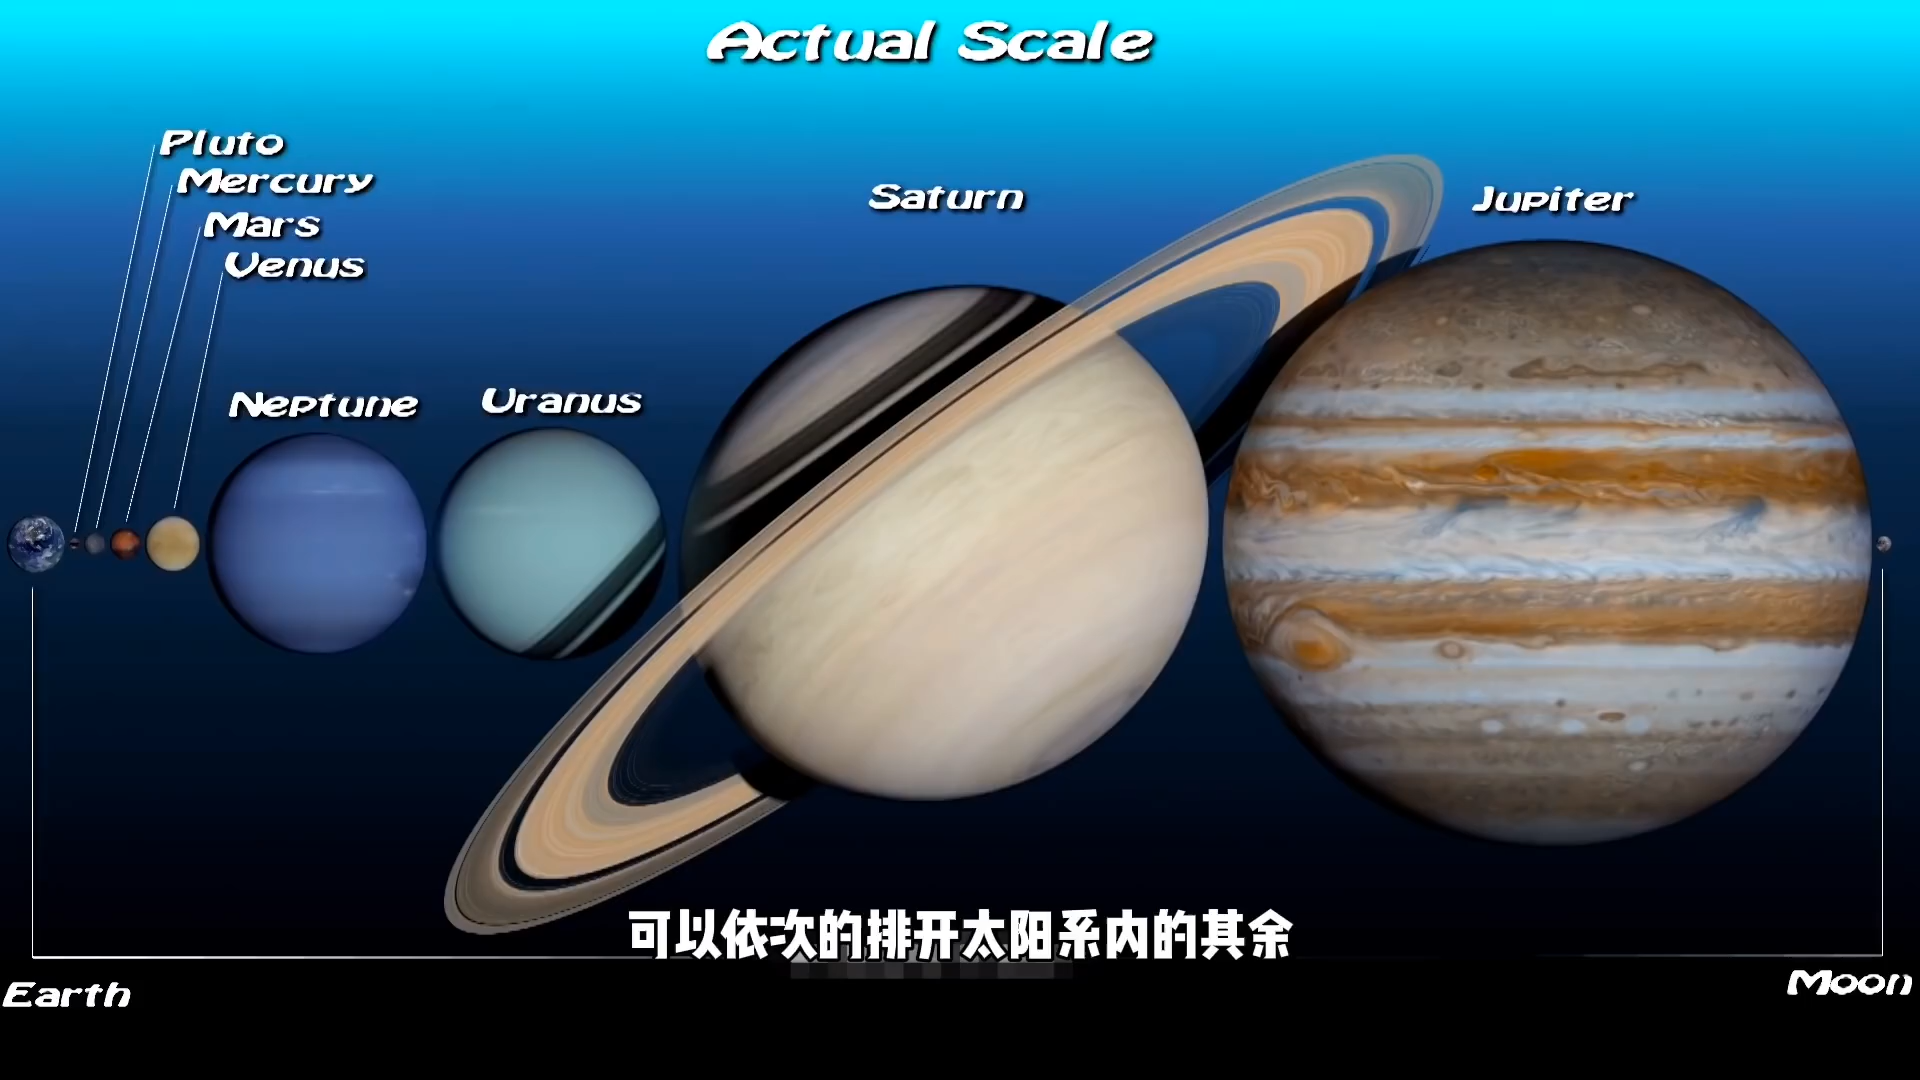 Actual Scale
Pluto
Mercury
Mars
Venus
Saturn
Jupiter
Neptune
Uranus
可以依次的排开太阳系内的其余
Earth
Moon